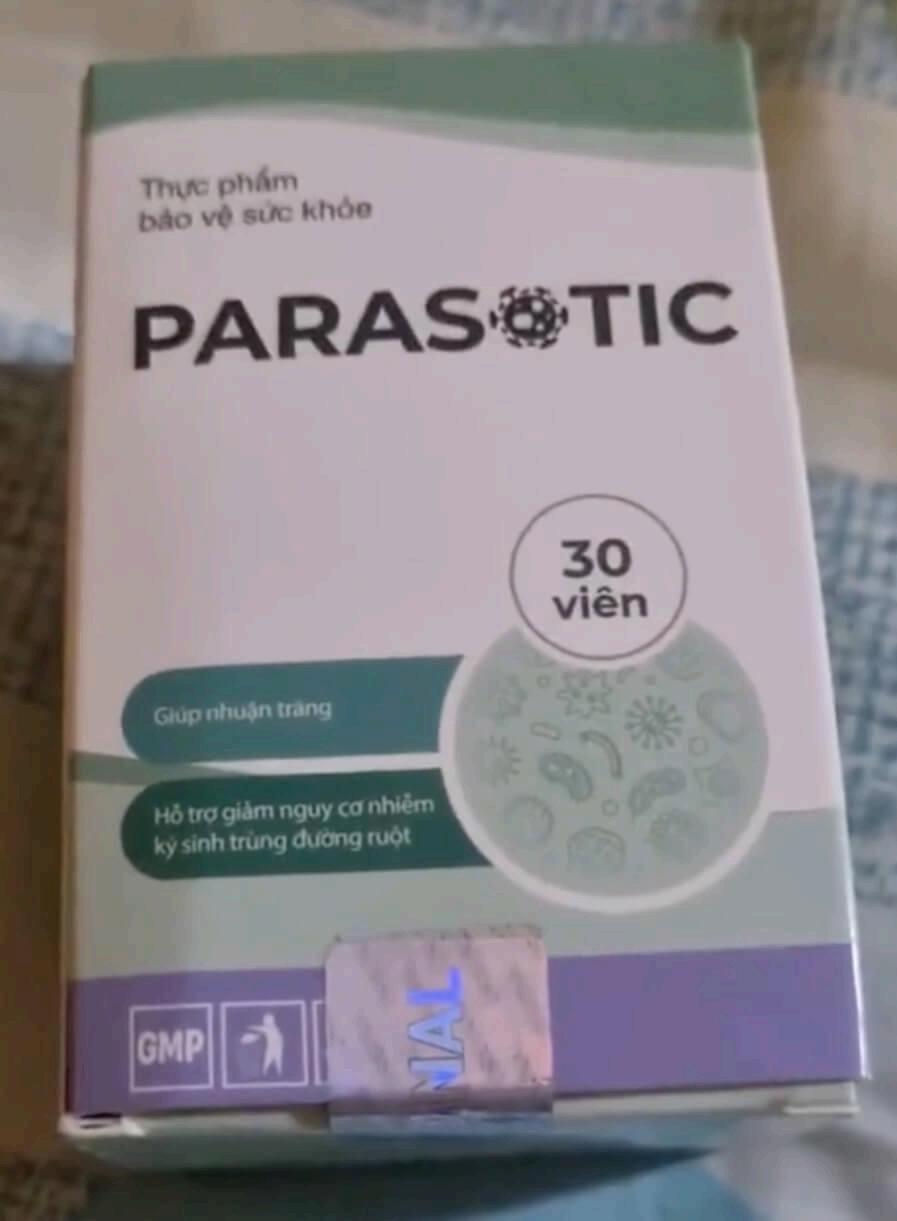 Thực phẩm
bảo vệ sức khỏe
PARASOTIC
30
viên
Giúp nhuận tràng
Hỗ trợ giảm nguy cơ nhiễm
ký sinh trùng đường ruột
GMP
NAL